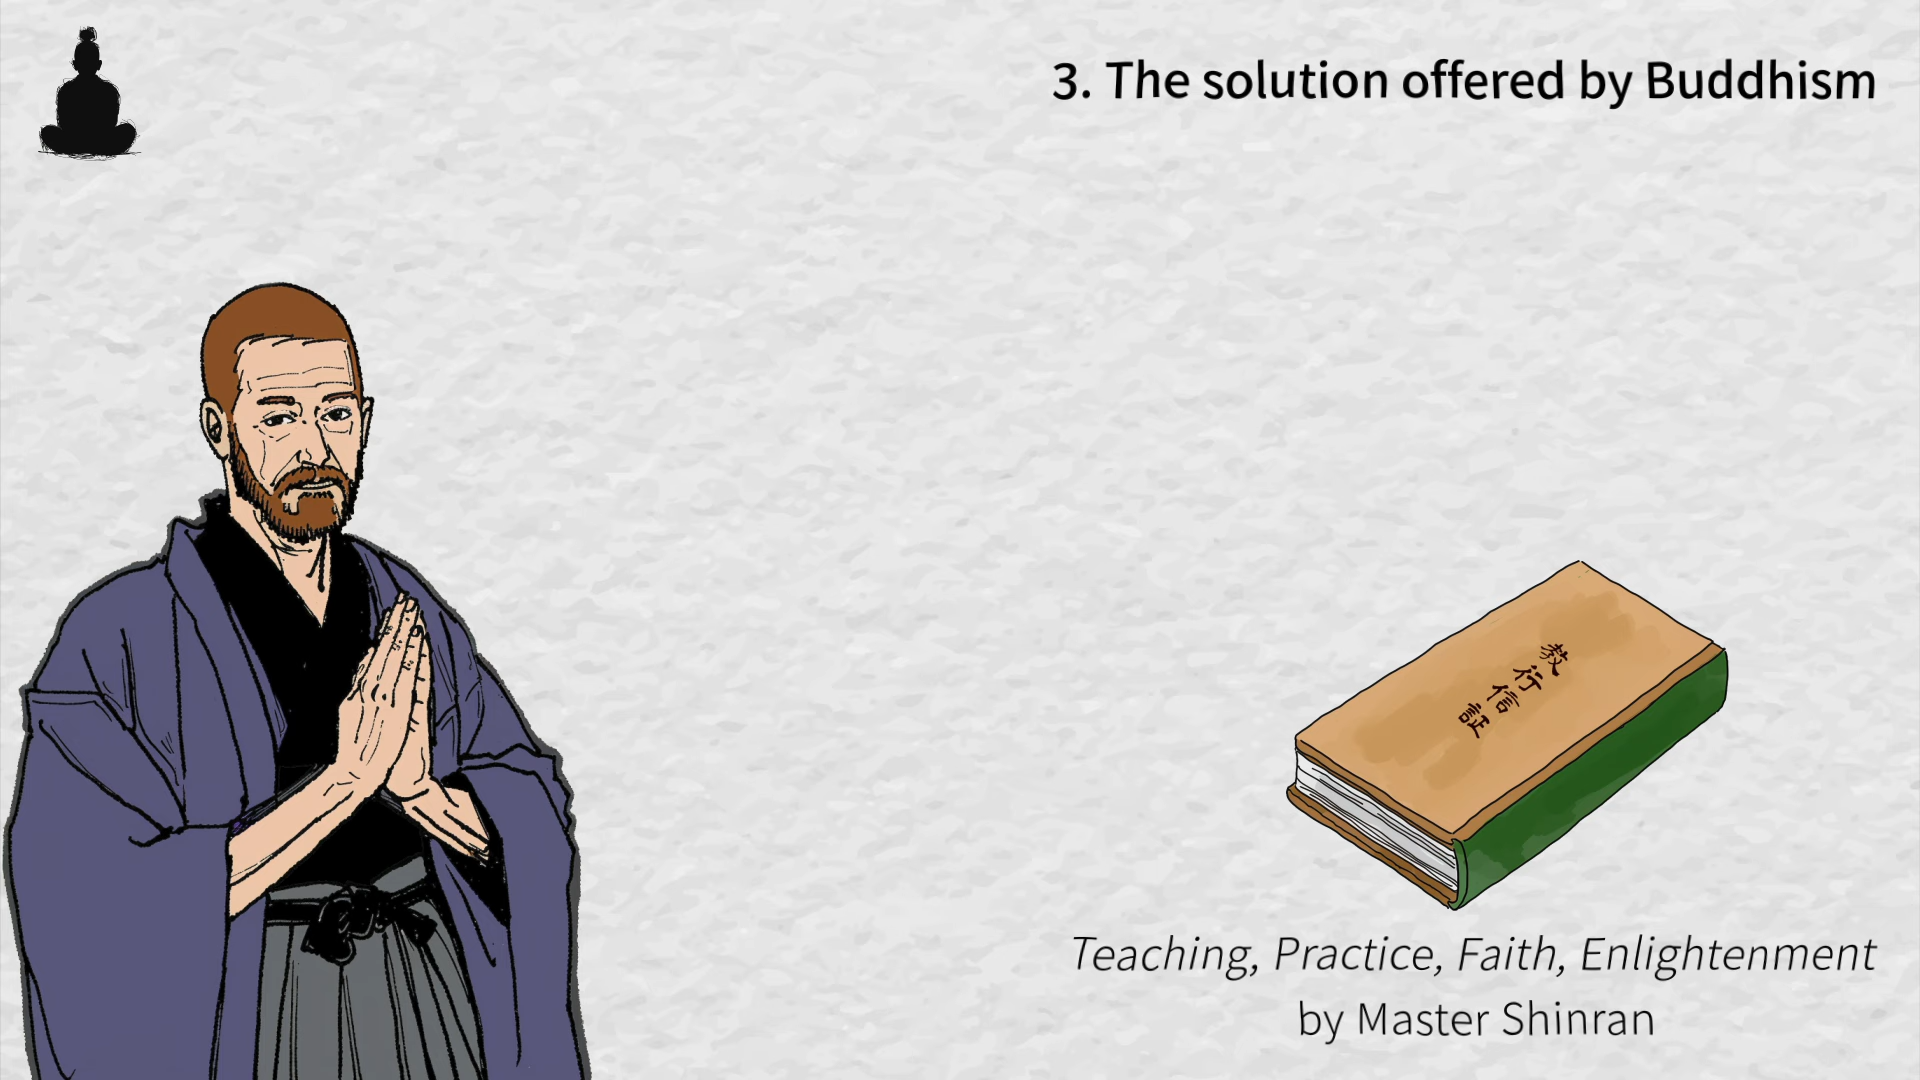 3. The solution offered by Buddhism
教行信証
Teaching, Practice, Faith, Enlightenment
by Master Shinran